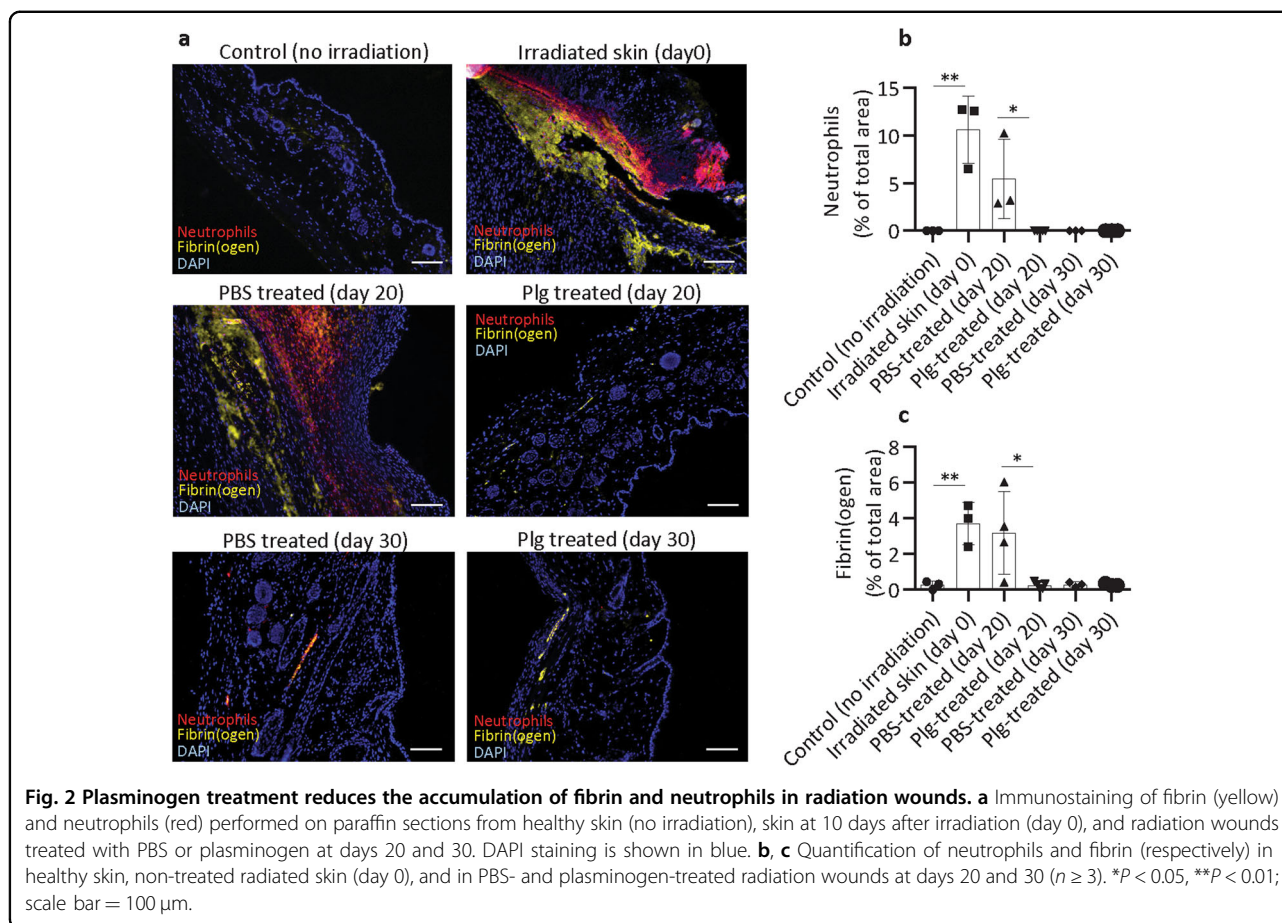 a
Control (no irradiation)
Neutrophils
Fibrin(ogen)
DAPI
Irradiated skin (day0)
Neutrophils
Fibrin(ogen)
DAPI
PBS treated (day 20)
Neutrophils
Fibrin(ogen)
DAPI
Plg treated (day 20)
Neutrophils
Fibrin(ogen)
DAPI
PBS treated (day 30)
Neutrophils
Fibrin(ogen)
DAPI
Plg treated (day 30)
Neutrophils
Fibrin(ogen)
DAPI
b
Neutrophils
(% of total area)
15
10
5
0
**
*
Control (no irradiation)
Irradiated skin (day 0)
PBS-treated (day 20)
Plg-treated (day 20)
PBS-treated (day 30)
Plg-treated (day 30)
c
Fibrin(ogen)
(% of total area)
8
6
4
2
0
**
*
Control (no irradiation)
Irradiated skin (day 0)
PBS-treated (day 20)
Plg-treated (day 20)
PBS-treated (day 30)
Plg-treated (day 30)
Fig. 2 Plasminogen treatment reduces the accumulation of fibrin and neutrophils in radiation wounds. a Immunostaining of fibrin (yellow)
and neutrophils (red) performed on paraffin sections from healthy skin (no irradiation), skin at 10 days after irradiation (day 0), and radiation wounds
treated with PBS or plasminogen at days 20 and 30. DAPI staining is shown in blue. b, c Quantification of neutrophils and fibrin (respectively) in
healthy skin, non-treated radiated skin (day 0), and in PBS- and plasminogen-treated radiation wounds at days 20 and 30 (n ≥ 3). *P < 0.05, **P < 0.01;
scale bar = 100 μm.